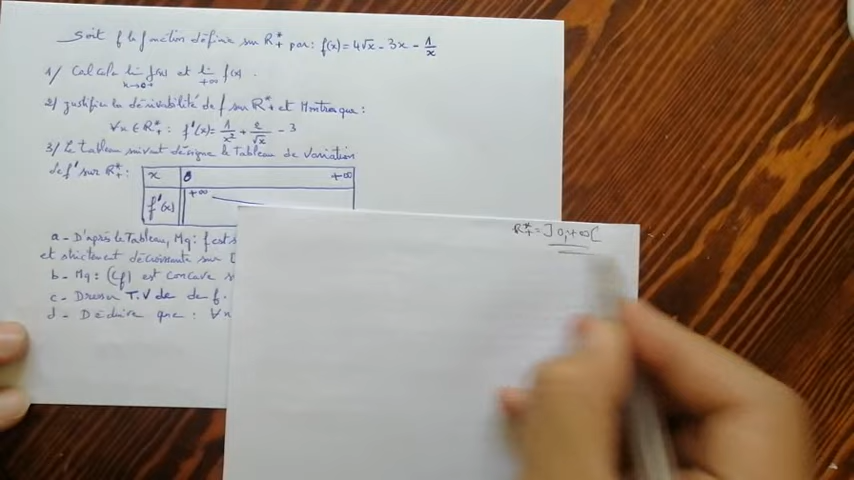 Soit f la fonction définie sur R*+ par : f(x) = 4√x - 3x - 1/x
1/ Calcule lim f(x) x→0+ et lim f(x) +∞ .
2/ Justifier la dérivabilité de f sur R*+ et Montrer que :
∀x ∈ R*+ : f'(x) = 1/x² + 2/√x - 3
3/ Le tableau suivant désigne le Tableau de Variation
de f' sur R*+ :
x 0 +∞
f'(x) +∞
a - D'après le Tableau, Mq : f est s
et strictement décroissante sur [
b - Mq : (Cf) est concave s
c - Dresser T.V de de f.
d - Déduire que : ∀x
R*+ = ]0,+∞[